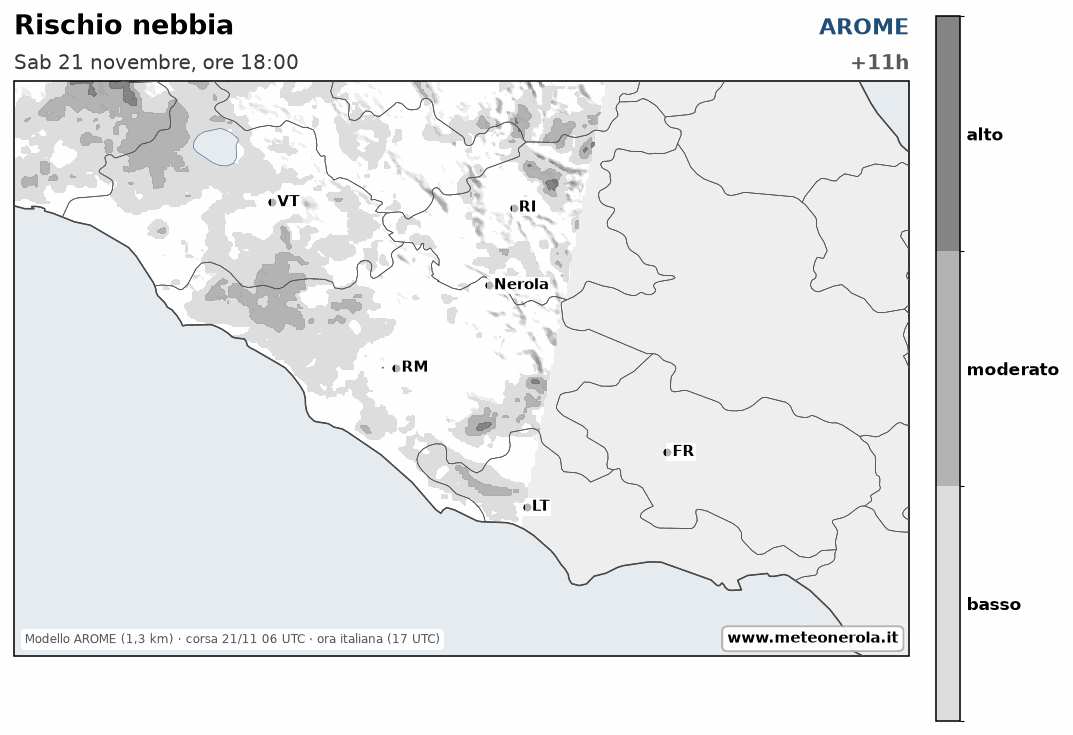 Rischio nebbia
AROME
Sab 21 novembre, ore 18:00
+11h
alto
VT
RI
Nerola
moderato
RM
FR
LT
basso
Modello AROME (1,3 km) · corsa 21/11 06 UTC · ora italiana (17 UTC)
www.meteonerola.it